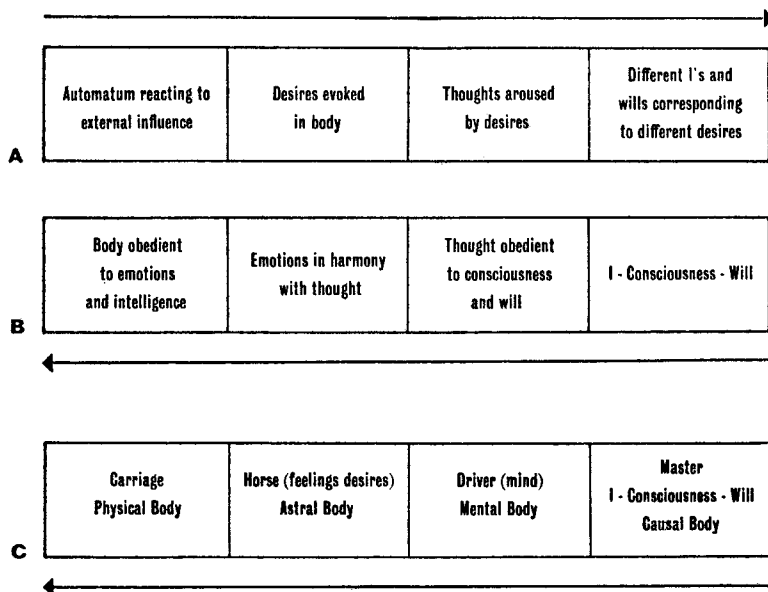 Automatum reacting to
external influence
Desires evoked
in body
Thoughts aroused
by desires
Different I's and
wills corresponding
to different desires
A
Body obedient
to emotions
and intelligence
Emotions in harmony
with thought
Thought obedient
to consciousness
and will
I - Consciousness - Will
B
Carriage
Physical Body
Horse (feelings desires)
Astral Body
Driver (mind)
Mental Body
Master
I - Consciousness - Will
Causal Body
C